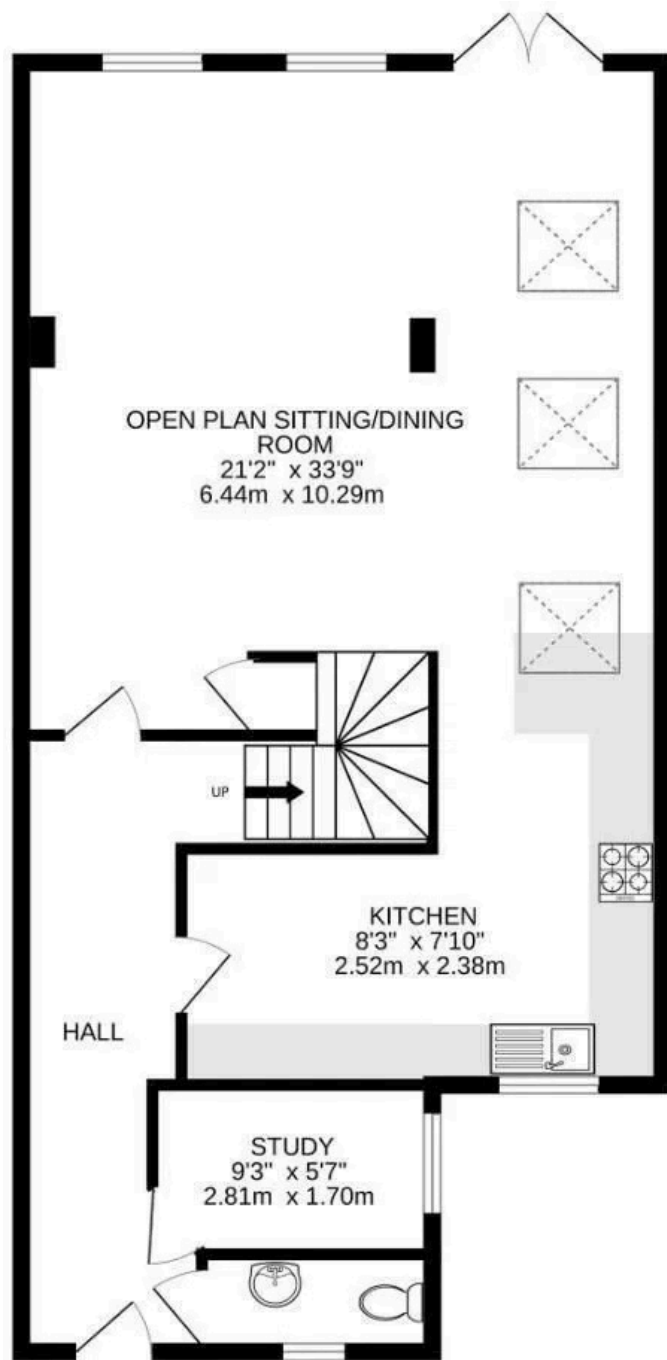 OPEN PLAN SITTING/DINING
ROOM
21'2" x 33'9"
6.44m x 10.29m
UP
KITCHEN
8'3" x 7'10"
2.52m x 2.38m
HALL
STUDY
9'3" x 5'7"
2.81m x 1.70m